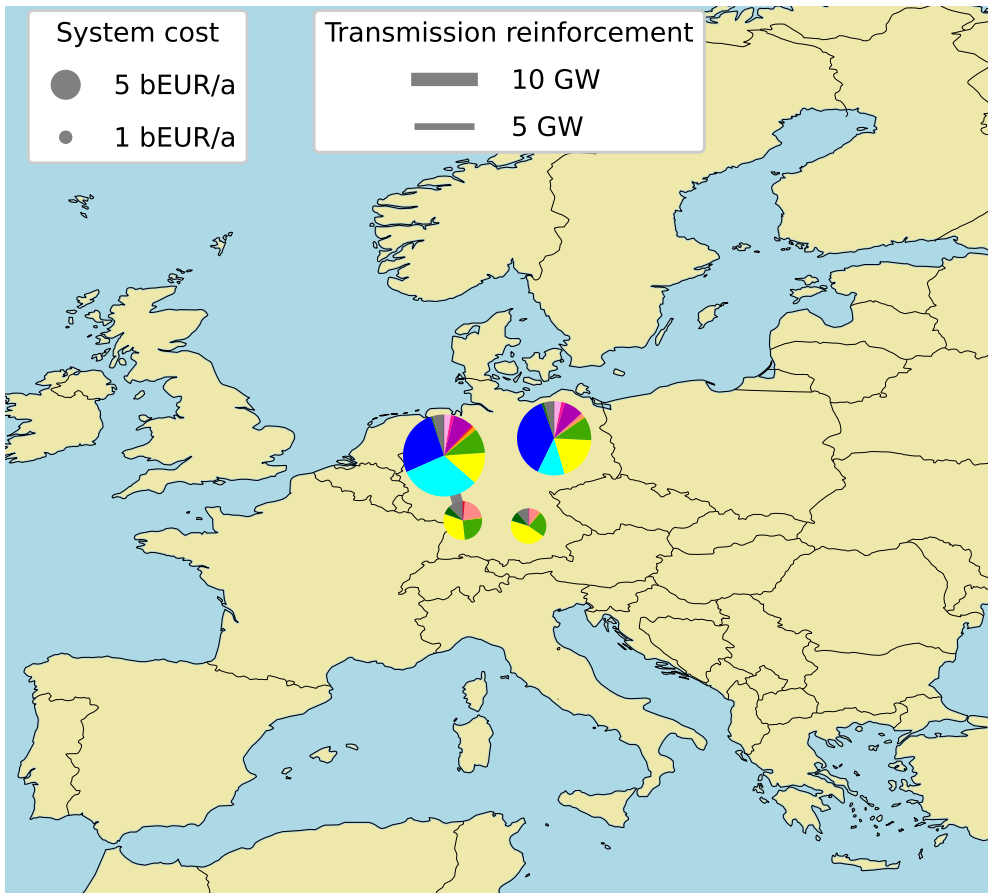 System cost
5 bEUR/a
1 bEUR/a
Transmission reinforcement
10 GW
5 GW